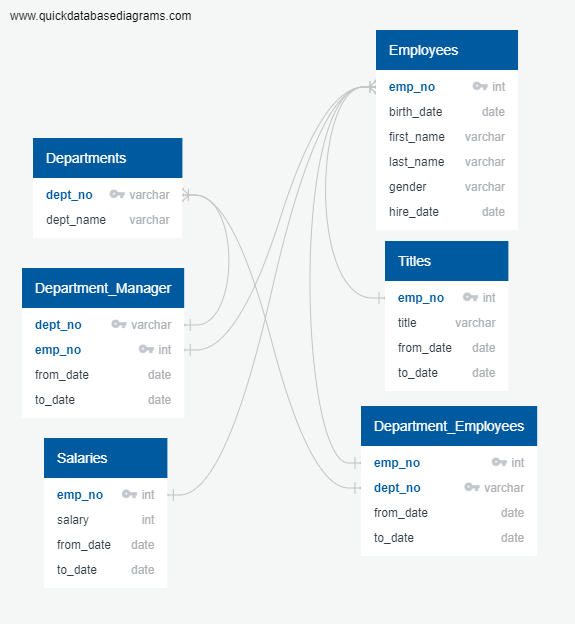 www.quickdatabasediagrams.com
Employees
emp_no int
birth_date date
hire_date date
first_name varchar
last_name varchar
gender varchar
hire_date date
Departments
dept_no varchar
dept_name varchar
Titles
emp_no int
title varchar
from_date date
to_date date
Department_Manager
dept_no varchar
emp_no int
from_date date
to_date date
Department_Employees
emp_no int
dept_no varchar
from_date date
to_date date
Salaries
emp_no int
salary int
from_date date
to_date date